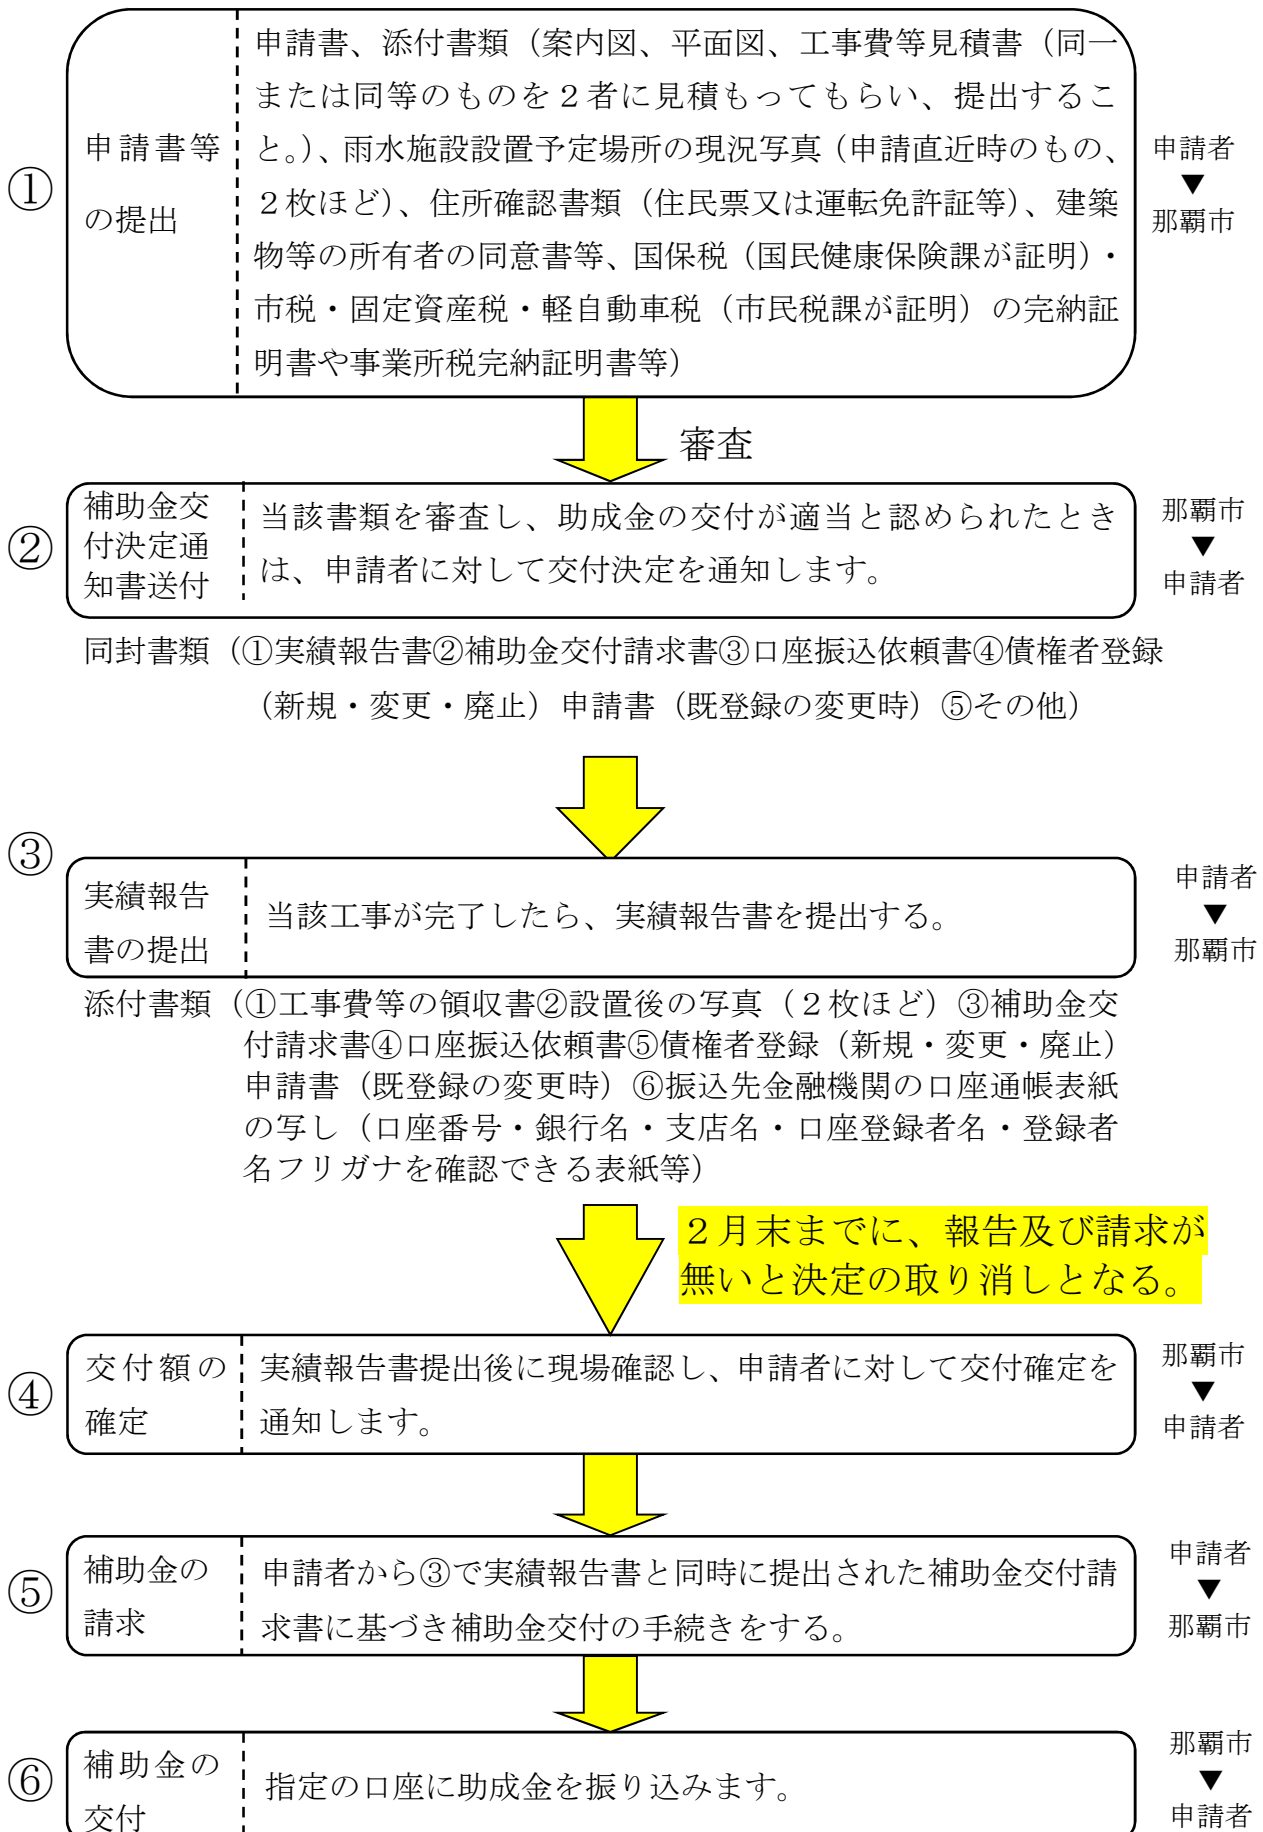 ①
申請書等
の提出
申請書、添付書類（案内図、平面図、工事費等見積書（同一
または同等のものを２者に見積もってもらい、提出するこ
と。）、雨水施設設置予定場所の現況写真（申請直近時のもの、
２枚ほど）、住所確認書類（住民票又は運転免許証等）、建築
物等の所有者の同意書等、国保税（国民健康保険課が証明）・
市税・固定資産税・軽自動車税（市民税課が証明）の完納証
明書や事業所税完納証明書等）
申請者
▼
那覇市
審査
②
補助金交
付決定通
知書送付
当該書類を審査し、助成金の交付が適当と認められたとき
は、申請者に対して交付決定を通知します。
那覇市
▼
申請者
同封書類（①実績報告書②補助金交付請求書③口座振込依頼書④債権者登録
（新規・変更・廃止）申請書（既登録の変更時）⑤その他）
③
実績報告
書の提出
当該工事が完了したら、実績報告書を提出する。
申請者
▼
那覇市
添付書類（①工事費等の領収書②設置後の写真（２枚ほど）③補助金交
付請求書④口座振込依頼書⑤債権者登録（新規・変更・廃止）
申請書（既登録の変更時）⑥振込先金融機関の口座通帳表紙
の写し（口座番号・銀行名・支店名・口座登録者名・登録者
名フリガナを確認できる表紙等）
２月末までに、報告及び請求が
無いと決定の取り消しとなる。
④
交付額の
確定
実績報告書提出後に現場確認し、申請者に対して交付確定を
通知します。
那覇市
▼
申請者
⑤
補助金の
請求
申請者から③で実績報告書と同時に提出された補助金交付請
求書に基づき補助金交付の手続きをする。
申請者
▼
那覇市
⑥
補助金の
交付
指定の口座に助成金を振り込みます。
那覇市
▼
申請者